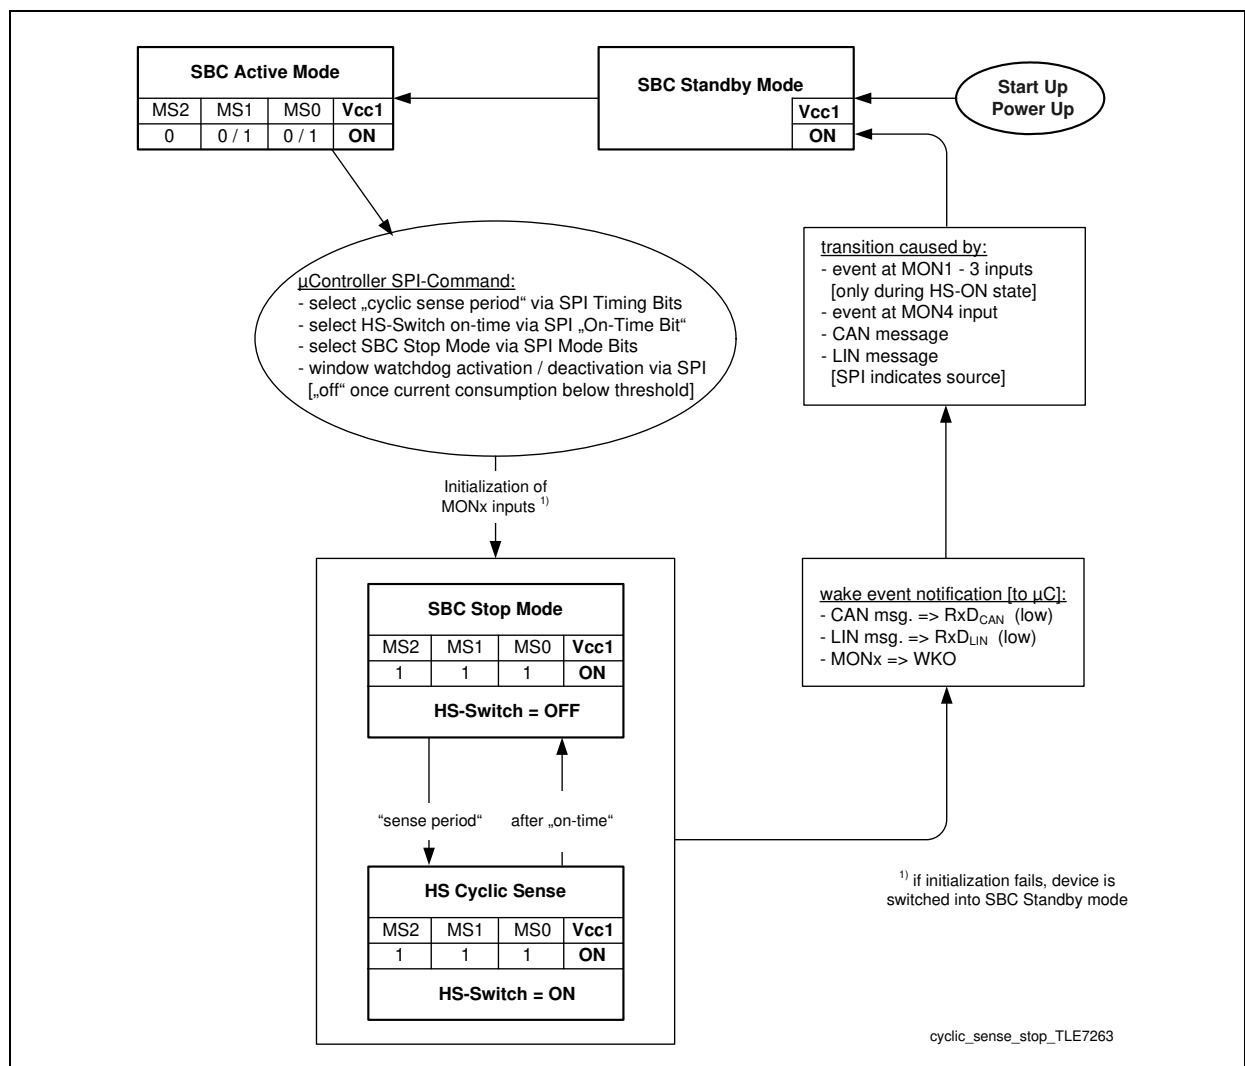 SBC Active Mode
MS2 MS1 MS0 Vcc1
0 0 / 1 0 / 1 ON
SBC Standby Mode
Vcc1
ON
Start Up
Power Up
µController SPI-Command:
- select „cyclic sense period“ via SPI Timing Bits
- select HS-Switch on-time via SPI „On-Time Bit“
- select SBC Stop Mode via SPI Mode Bits
- window watchdog activation / deactivation via SPI
[„off“ once current consumption below threshold]
transition caused by:
- event at MON1 - 3 inputs
[only during HS-ON state]
- event at MON4 input
- CAN message
- LIN message
[SPI indicates source]
Initialization of
MONx inputs 1)
SBC Stop Mode
MS2 MS1 MS0 Vcc1
1 1 1 ON
HS-Switch = OFF
wake event notification [to µC]:
- CAN msg. => RxDCAN (low)
- LIN msg. => RxDLIN (low)
- MONx => WKO
“sense period“ after „on-time“
HS Cyclic Sense
MS2 MS1 MS0 Vcc1
1 1 1 ON
HS-Switch = ON
1) if initialization fails, device is
switched into SBC Standby mode
cyclic_sense_stop_TLE7263